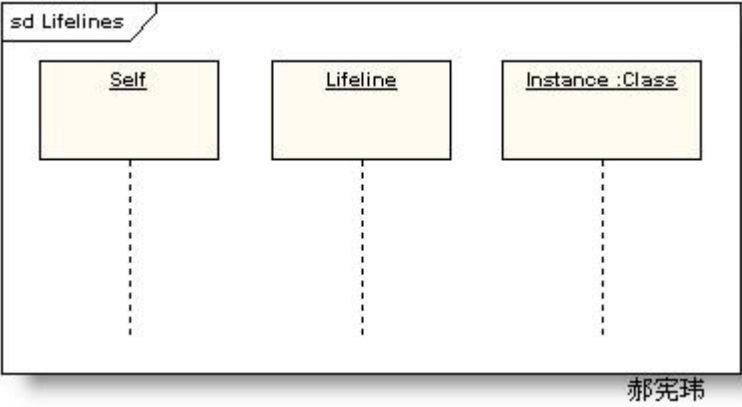 sd Lifelines
Self
Lifeline
Instance :Class
郝宪玮